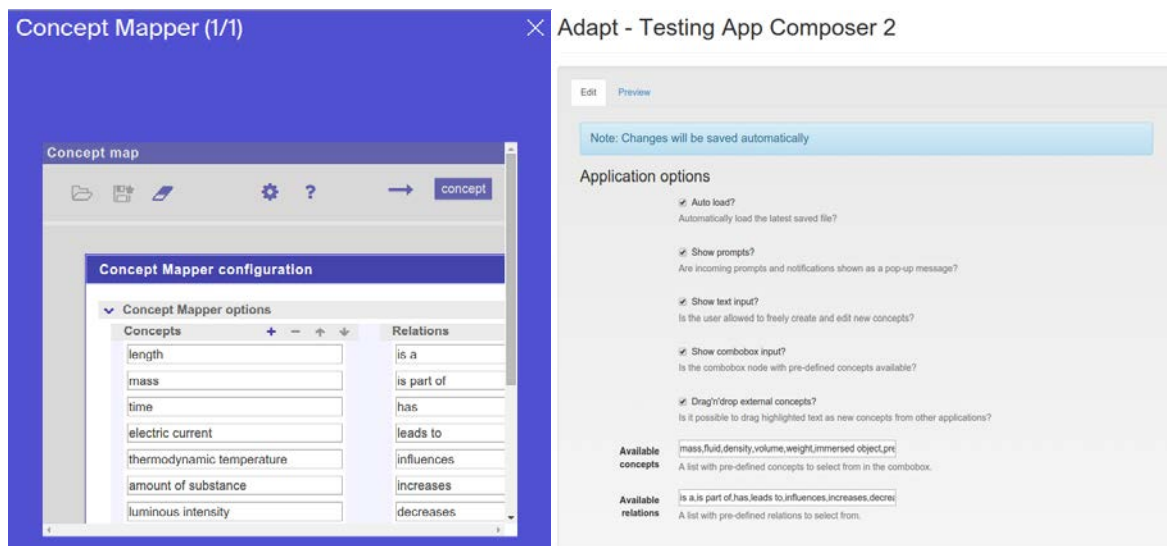 Concept Mapper (1/1)
Concept map
concept
Concept Mapper configuration
Concept Mapper options
Concepts
Relations
length
is a
mass
is part of
time
has
electric current
leads to
thermodynamic temperature
influences
amount of substance
increases
luminous intensity
decreases
Adapt - Testing App Composer 2
Edit Preview
Note: Changes will be saved automatically
Application options
Auto load?
Automatically load the latest saved file?
Show prompts?
Are incoming prompts and notifications shown as a pop-up message?
Show text input?
Is the user allowed to freely create and edit new concepts?
Show combobox input?
Is the combobox node with pre-defined concepts available?
Drag'n'drop external concepts?
Is it possible to drag highlighted text as new concepts from other applications?
Available
concepts
mass,fluid,density,volume,weight,immersed object,pre
A list with pre-defined concepts to select from in the combobox.
Available
relations
is a,is part of,has,leads to,influences,increases,decrea
A list with pre-defined relations to select from.